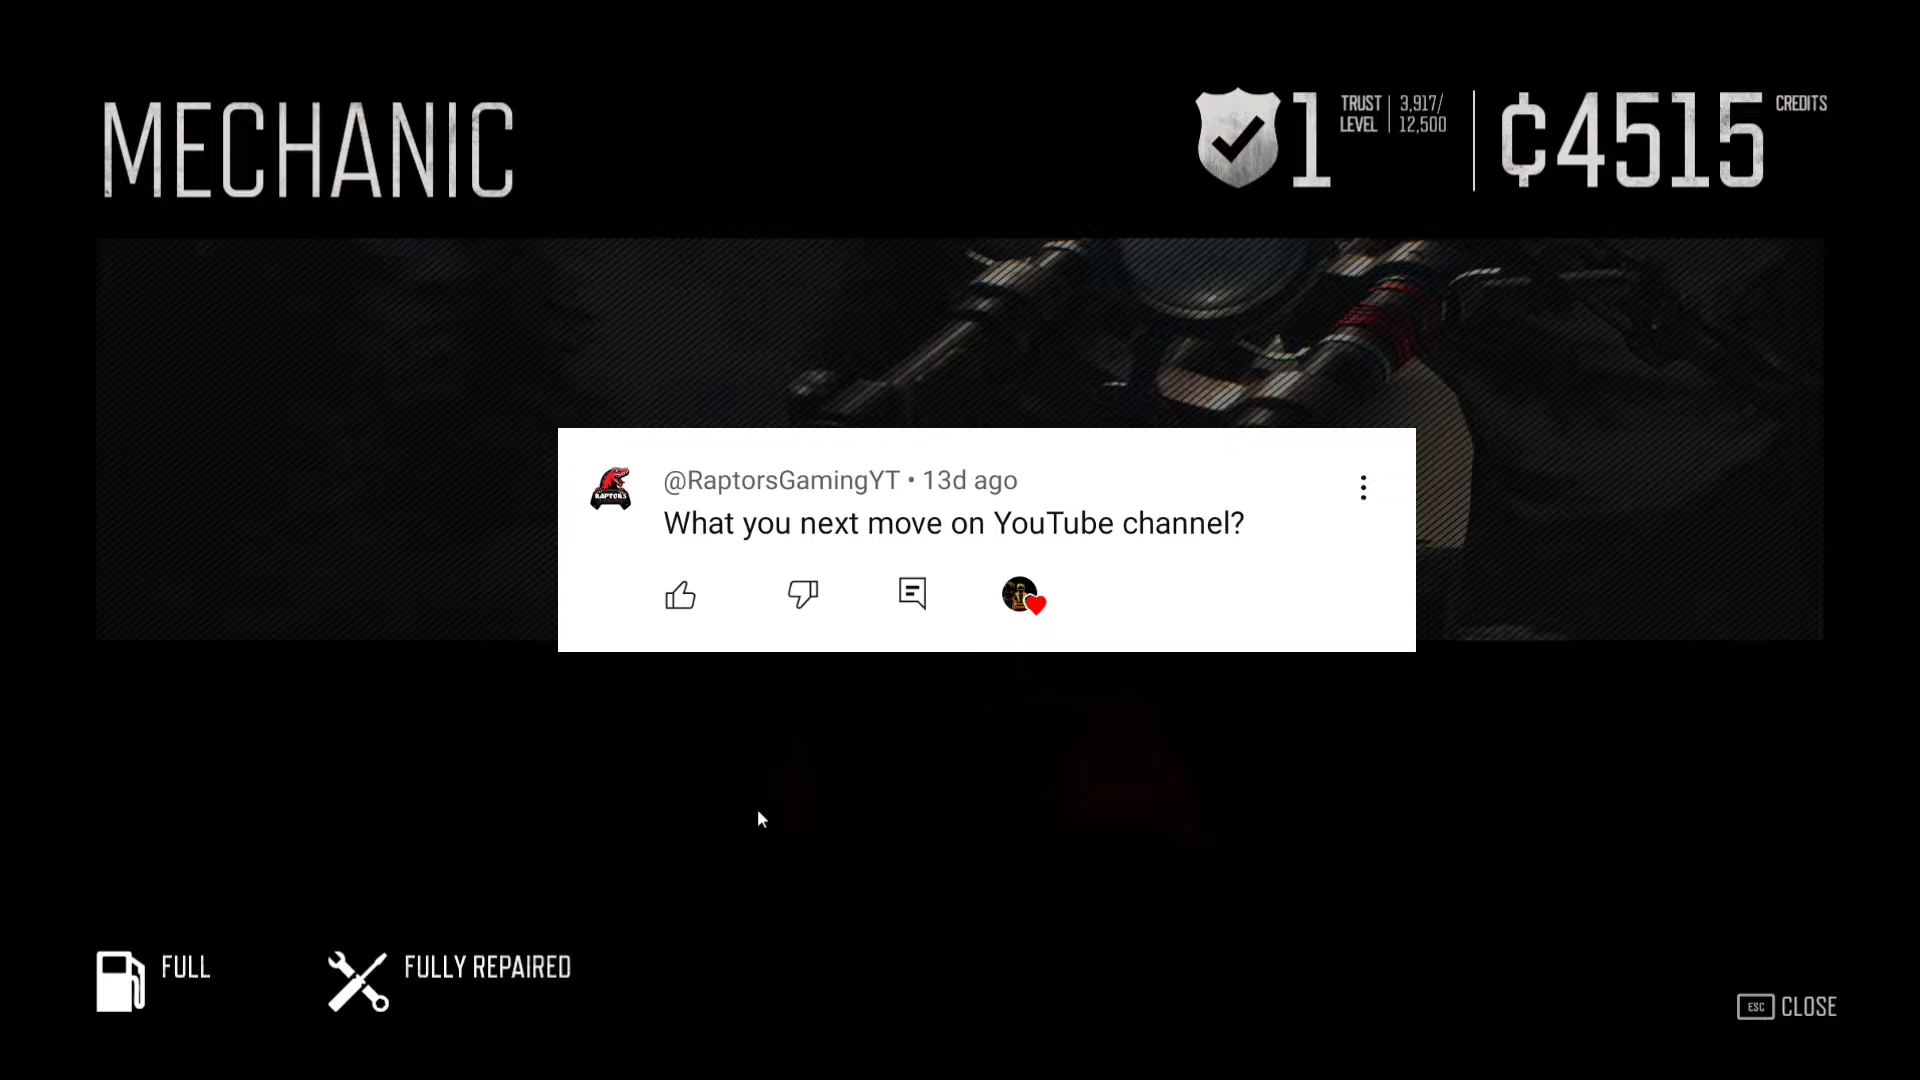 MECHANIC
1
TRUST LEVEL
3,917/
12,500
₵4515
CREDITS
@RaptorsGamingYT • 13d ago
RAPTORS
What you next move on YouTube channel?
FULL
FULLY REPAIRED
ESC CLOSE